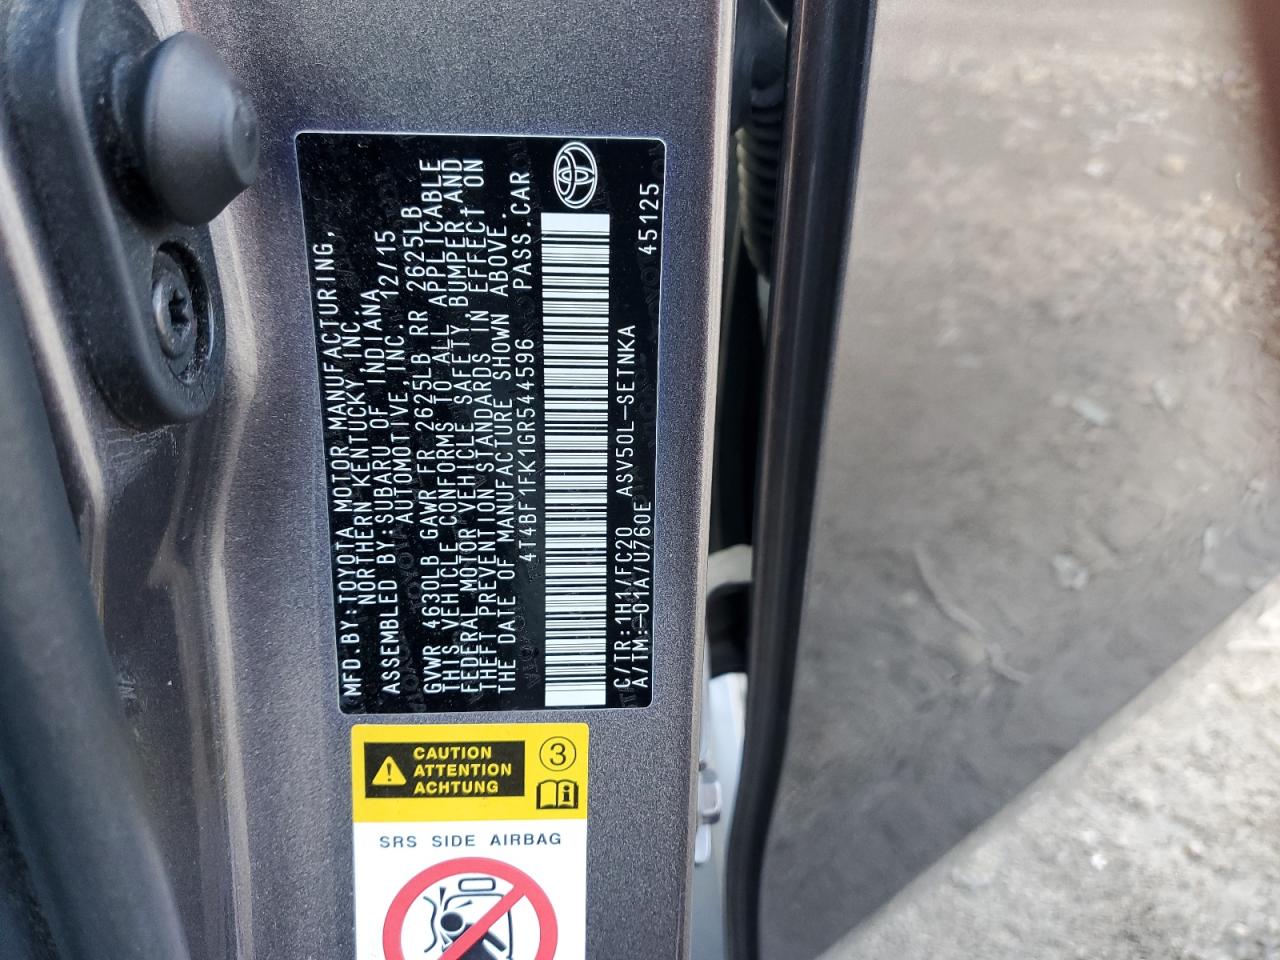 MFD.BY:TOYOTA MOTOR MANUFACTURING,
NORTHERN KENTUCKY, INC.
ASSEMBLED BY:SUBARU OF INDIANA
AUTOMOTIVE, INC. 12/15
GVWR 4630LB GAWR FR 2625LB RR 2625LB
THIS VEHICLE CONFORMS TO ALL APPLICABLE
FEDERAL MOTOR VEHICLE SAFETY, BUMPER,AND
THEFT PREVENTION STANDARDS IN EFFECT ON
THE DATE OF MANUFACTURE SHOWN ABOVE.
4T4BF1FK1GR544596 PASS.CAR
C/TR:1H1/FC20 ASV50L-SETNKA
A/TM:-01A/U760E 45125
CAUTION
ATTENTION
ACHTUNG
3
SRS SIDE AIRBAG